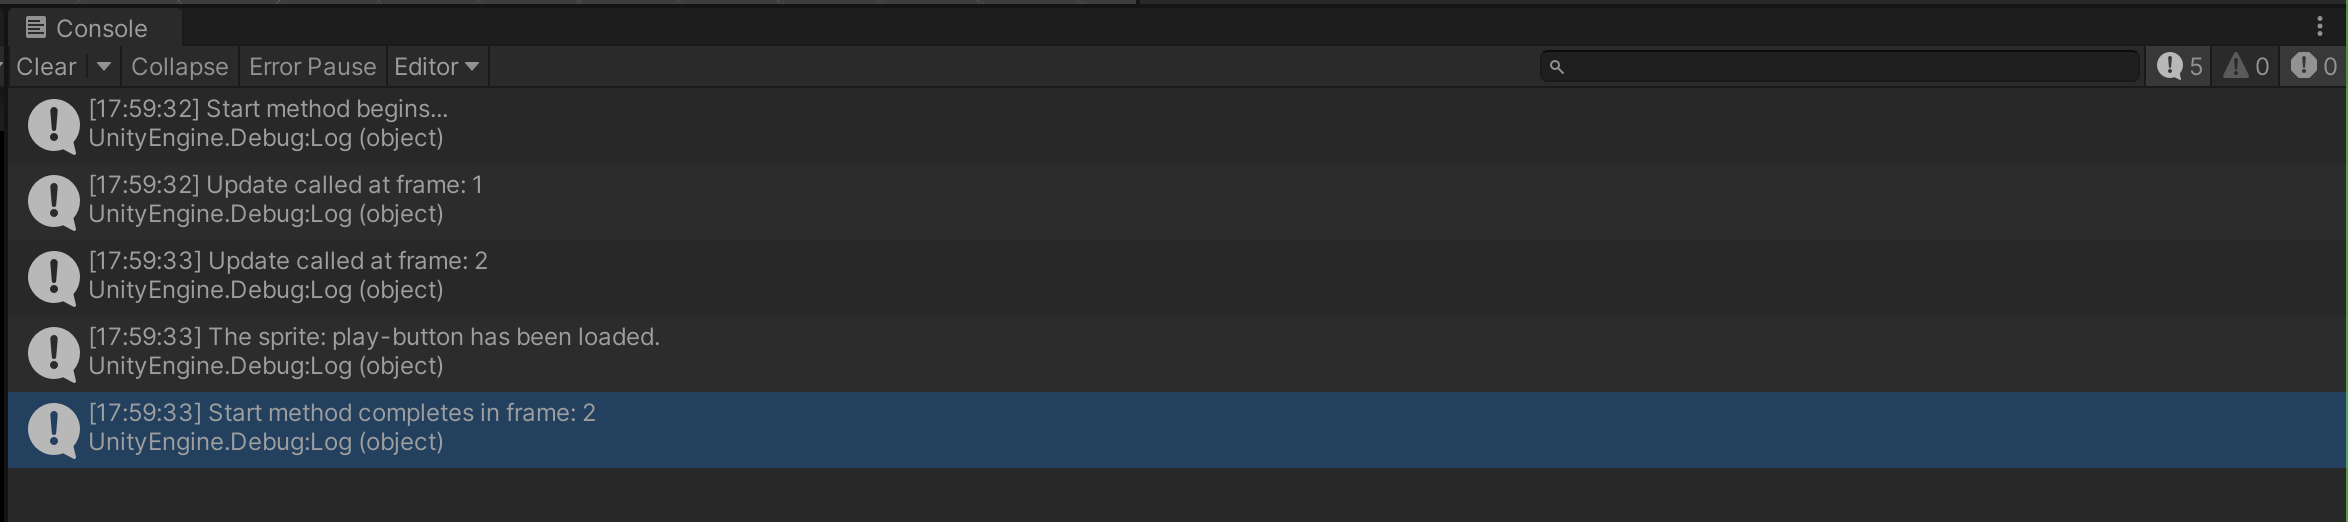 Console
Clear Collapse Error Pause Editor 5 0 0
[17:59:32] Start method begins...
UnityEngine.Debug:Log (object)
[17:59:32] Update called at frame: 1
UnityEngine.Debug:Log (object)
[17:59:33] Update called at frame: 2
UnityEngine.Debug:Log (object)
[17:59:33] The sprite: play-button has been loaded.
UnityEngine.Debug:Log (object)
[17:59:33] Start method completes in frame: 2
UnityEngine.Debug:Log (object)